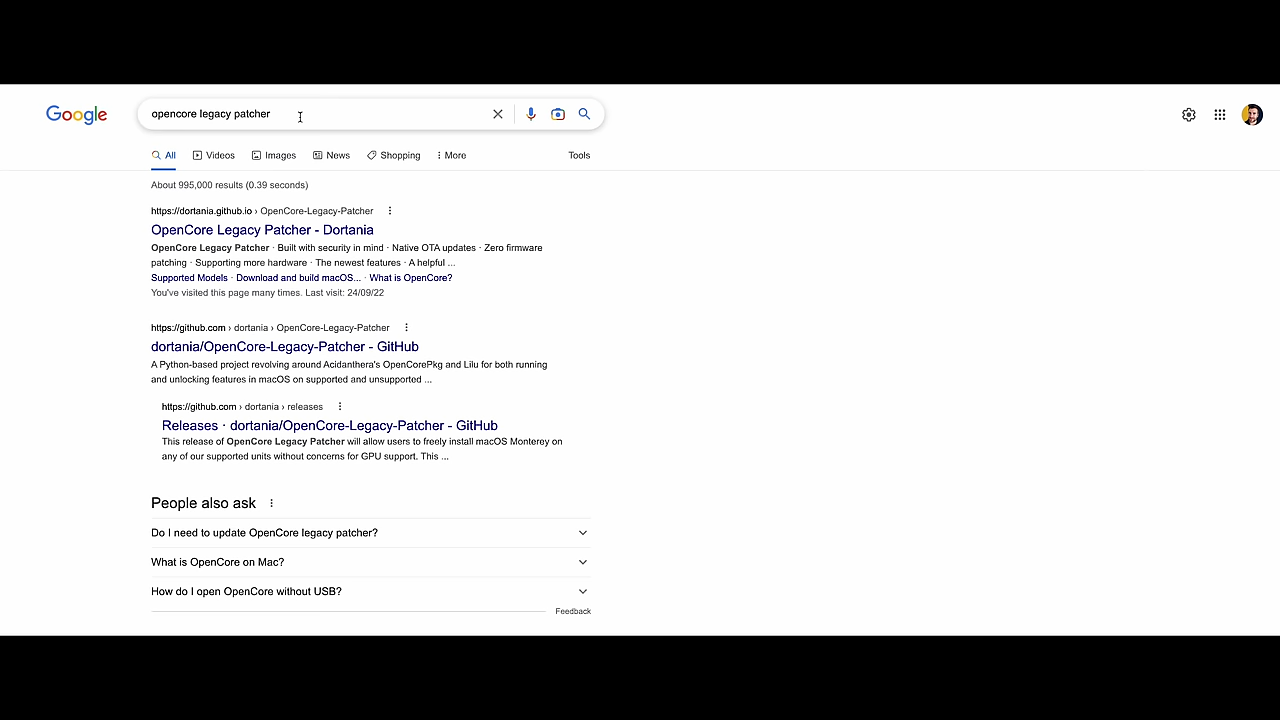 Google
opencore legacy patcher
All Videos Images News Shopping More Tools
About 995,000 results (0.39 seconds)
https://dortania.github.io › OpenCore-Legacy-Patcher
OpenCore Legacy Patcher - Dortania
OpenCore Legacy Patcher · Built with security in mind · Native OTA updates · Zero firmware
patching · Supporting more hardware · The newest features · A helpful ...
Supported Models · Download and build macOS... · What is OpenCore?
You've visited this page many times. Last visit: 24/09/22
https://github.com › dortania › OpenCore-Legacy-Patcher
dortania/OpenCore-Legacy-Patcher - GitHub
A Python-based project revolving around Acidanthera's OpenCorePkg and Lilu for both running
and unlocking features in macOS on supported and unsupported ...
https://github.com › dortania › releases
Releases · dortania/OpenCore-Legacy-Patcher - GitHub
This release of OpenCore Legacy Patcher will allow users to freely install macOS Monterey on
any of our supported units without concerns for GPU support. This ...
People also ask
Do I need to update OpenCore legacy patcher?
What is OpenCore on Mac?
How do I open OpenCore without USB?
Feedback